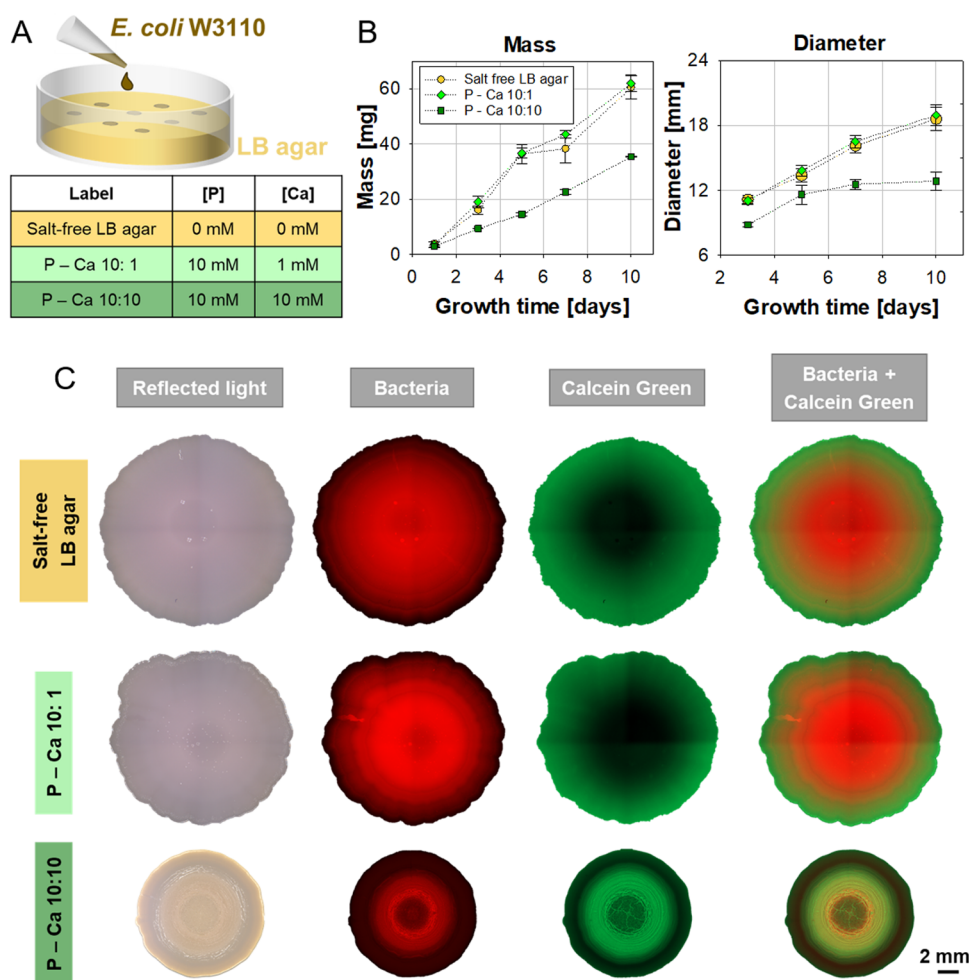 A
E. coli W3110
LB agar
Label [P] [Ca]
Salt-free LB agar 0 mM 0 mM
P – Ca 10: 1 10 mM 1 mM
P – Ca 10:10 10 mM 10 mM
B
Mass
Salt free LB agar
P - Ca 10:1
P - Ca 10:10
Mass [mg]
60
40
20
0
0 2 4 6 8 10
Growth time [days]
Diameter
Diameter [mm]
24
18
12
6
2 4 6 8 10
Growth time [days]
C
Reflected light
Bacteria
Calcein Green
Bacteria +
Calcein Green
Salt-free
LB agar
P – Ca 10: 1
P – Ca 10:10
2 mm